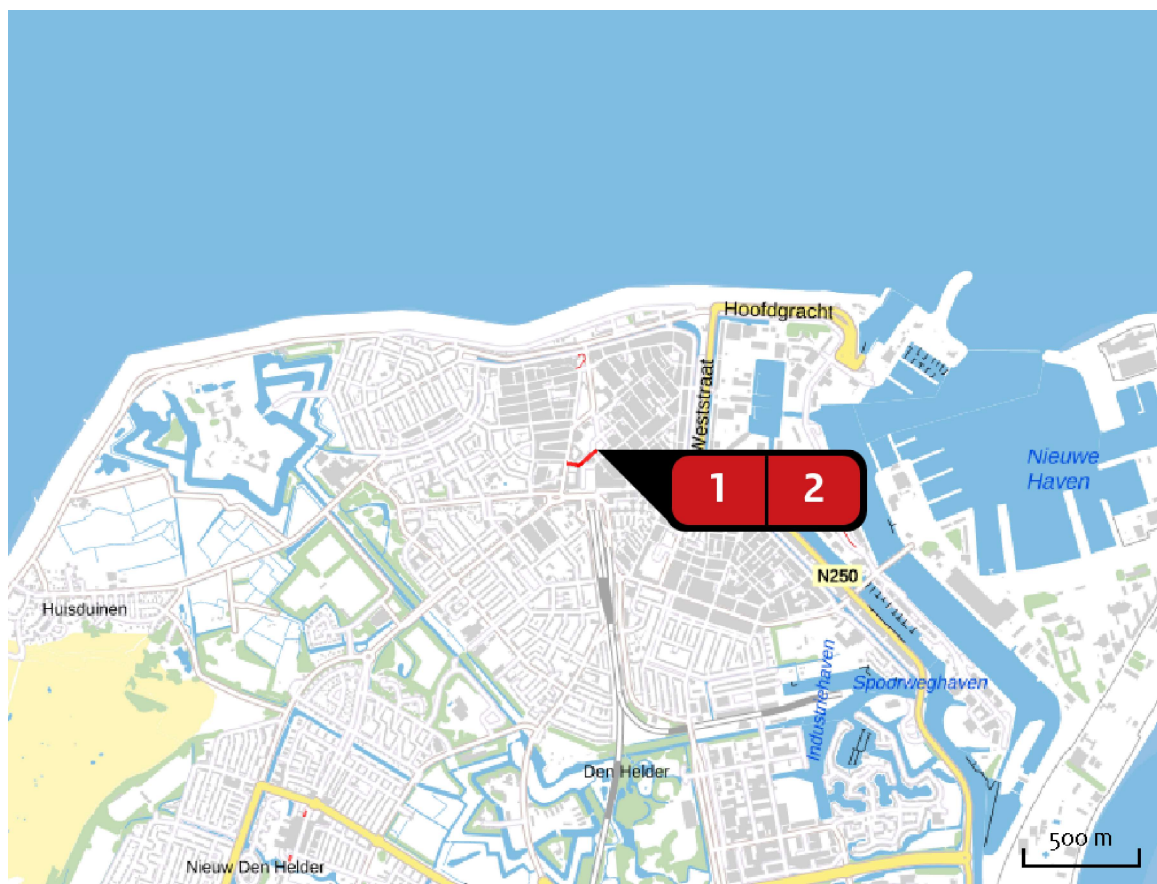 Hoofdgracht
Weststraat
Nieuwe
Haven
1 2
N250
Huisduinen
Spoorweghaven
Industriehaven
Den Helder
500 m
Nieuw Den Helder